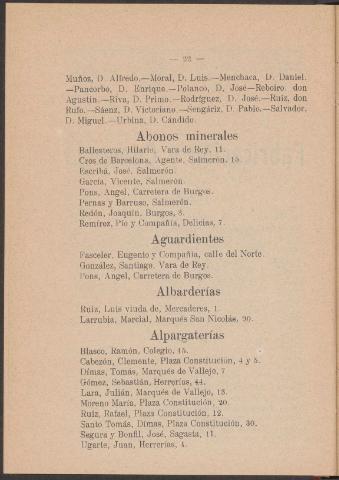 — 22 —
Muñoz, D. Alfredo.—Moral, D. Luis.—Menchaca, D. Daniel.
—Pancorbo, D. Enrique.—Polanco, D. José—Reboiro, don
Agustín.—Riva, D. Primo.—Rodríguez, D. José.—Ruiz, don
Rufo.—Sáenz, D. Victoriano.—Sengáriz, D. Pablo.—Salvador,
D. Miguel.—Urbina, D. Cándido.
Abonos minerales
Ballesteros, Hilario, Vara de Rey, 11.
Cros de Barcelona, Agente, Salmerón, 15.
Escribá, José, Salmerón.
García, Vicente, Salmerón.
Pons, Angel, Carretera de Burgos.
Pernas y Barruso, Salmerón.
Redón, Joaquín, Burgos, 3.
Remírez, Pío y Compañía, Delicias, 7.
Aguardientes
Fasceler, Eugenio y Compañía, calle del Norte.
González, Santiago, Vara de Rey.
Pons, Angel, Carretera de Burgos.
Albarderías
Ruiz, Luis viuda de, Mercaderes, 1.
Larrubia, Marcial, Marqués San Nicolás, 90.
Alpargaterías
Blasco, Ramón, Colegio, 15.
Cabezón, Clemente, Plaza Constitución, 4 y 5.
Dimas, Tomás, Marqués de Vallejo, 7
Gómez, Sebastián, Herrerías, 44.
Lara, Julián, Marqués de Vallejo, 13.
Moreno María, Plaza Constitución, 20.
Ruiz, Rafael, Plaza Constitución, 12.
Santo Tomás, Dimas, Plaza Constitución, 30.
Segura y Bonfil, José, Sagasta, 11.
Ugarte, Juan, Herrerías, 4.